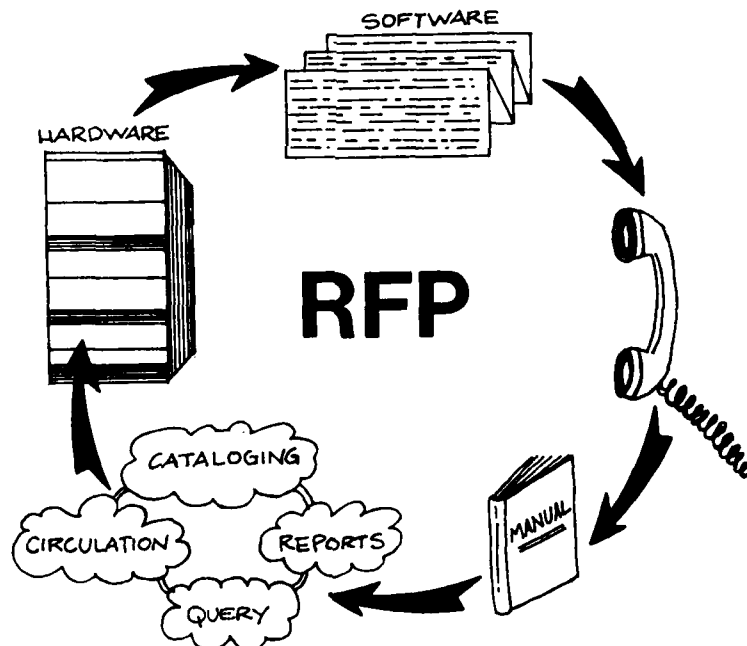 SOFTWARE
HARDWARE
RFP
MANUAL
CATALOGING
CIRCULATION
REPORTS
QUERY